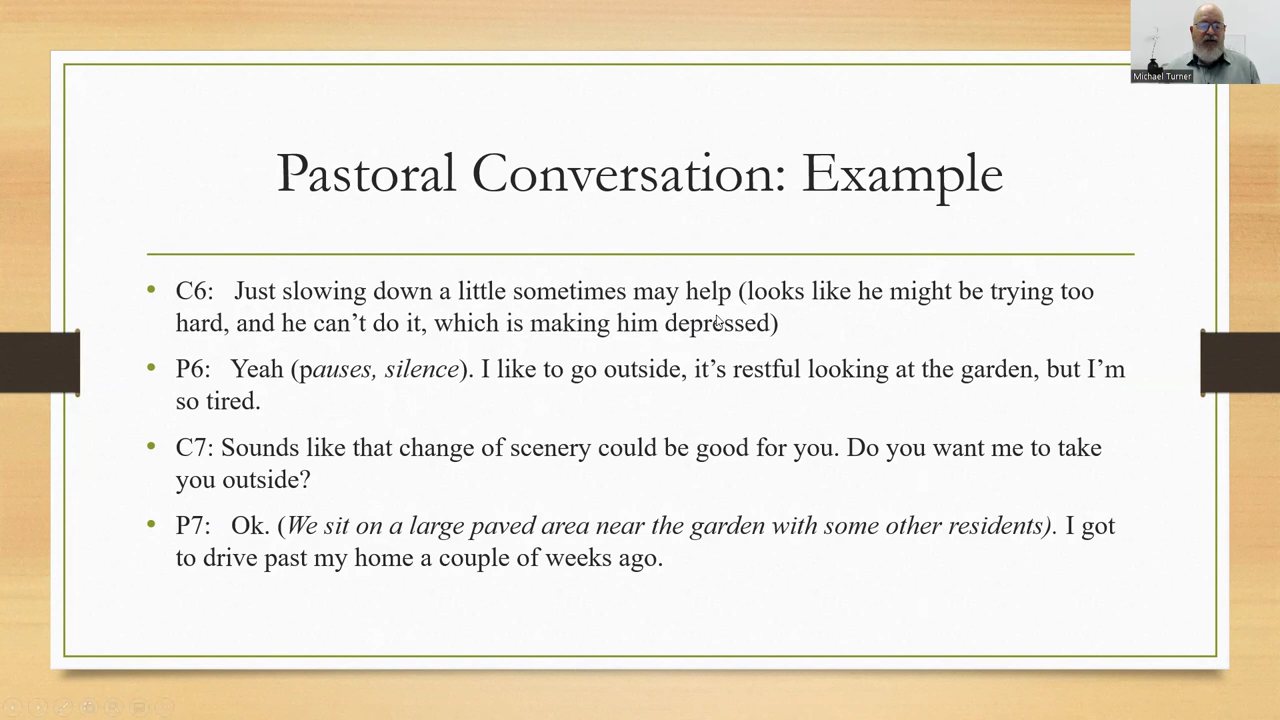 Michael Turner
Pastoral Conversation: Example
• C6: Just slowing down a little sometimes may help (looks like he might be trying too
hard, and he can’t do it, which is making him depressed)
• P6: Yeah (pauses, silence). I like to go outside, it’s restful looking at the garden, but I’m
so tired.
• C7: Sounds like that change of scenery could be good for you. Do you want me to take
you outside?
• P7: Ok. (We sit on a large paved area near the garden with some other residents). I got
to drive past my home a couple of weeks ago.